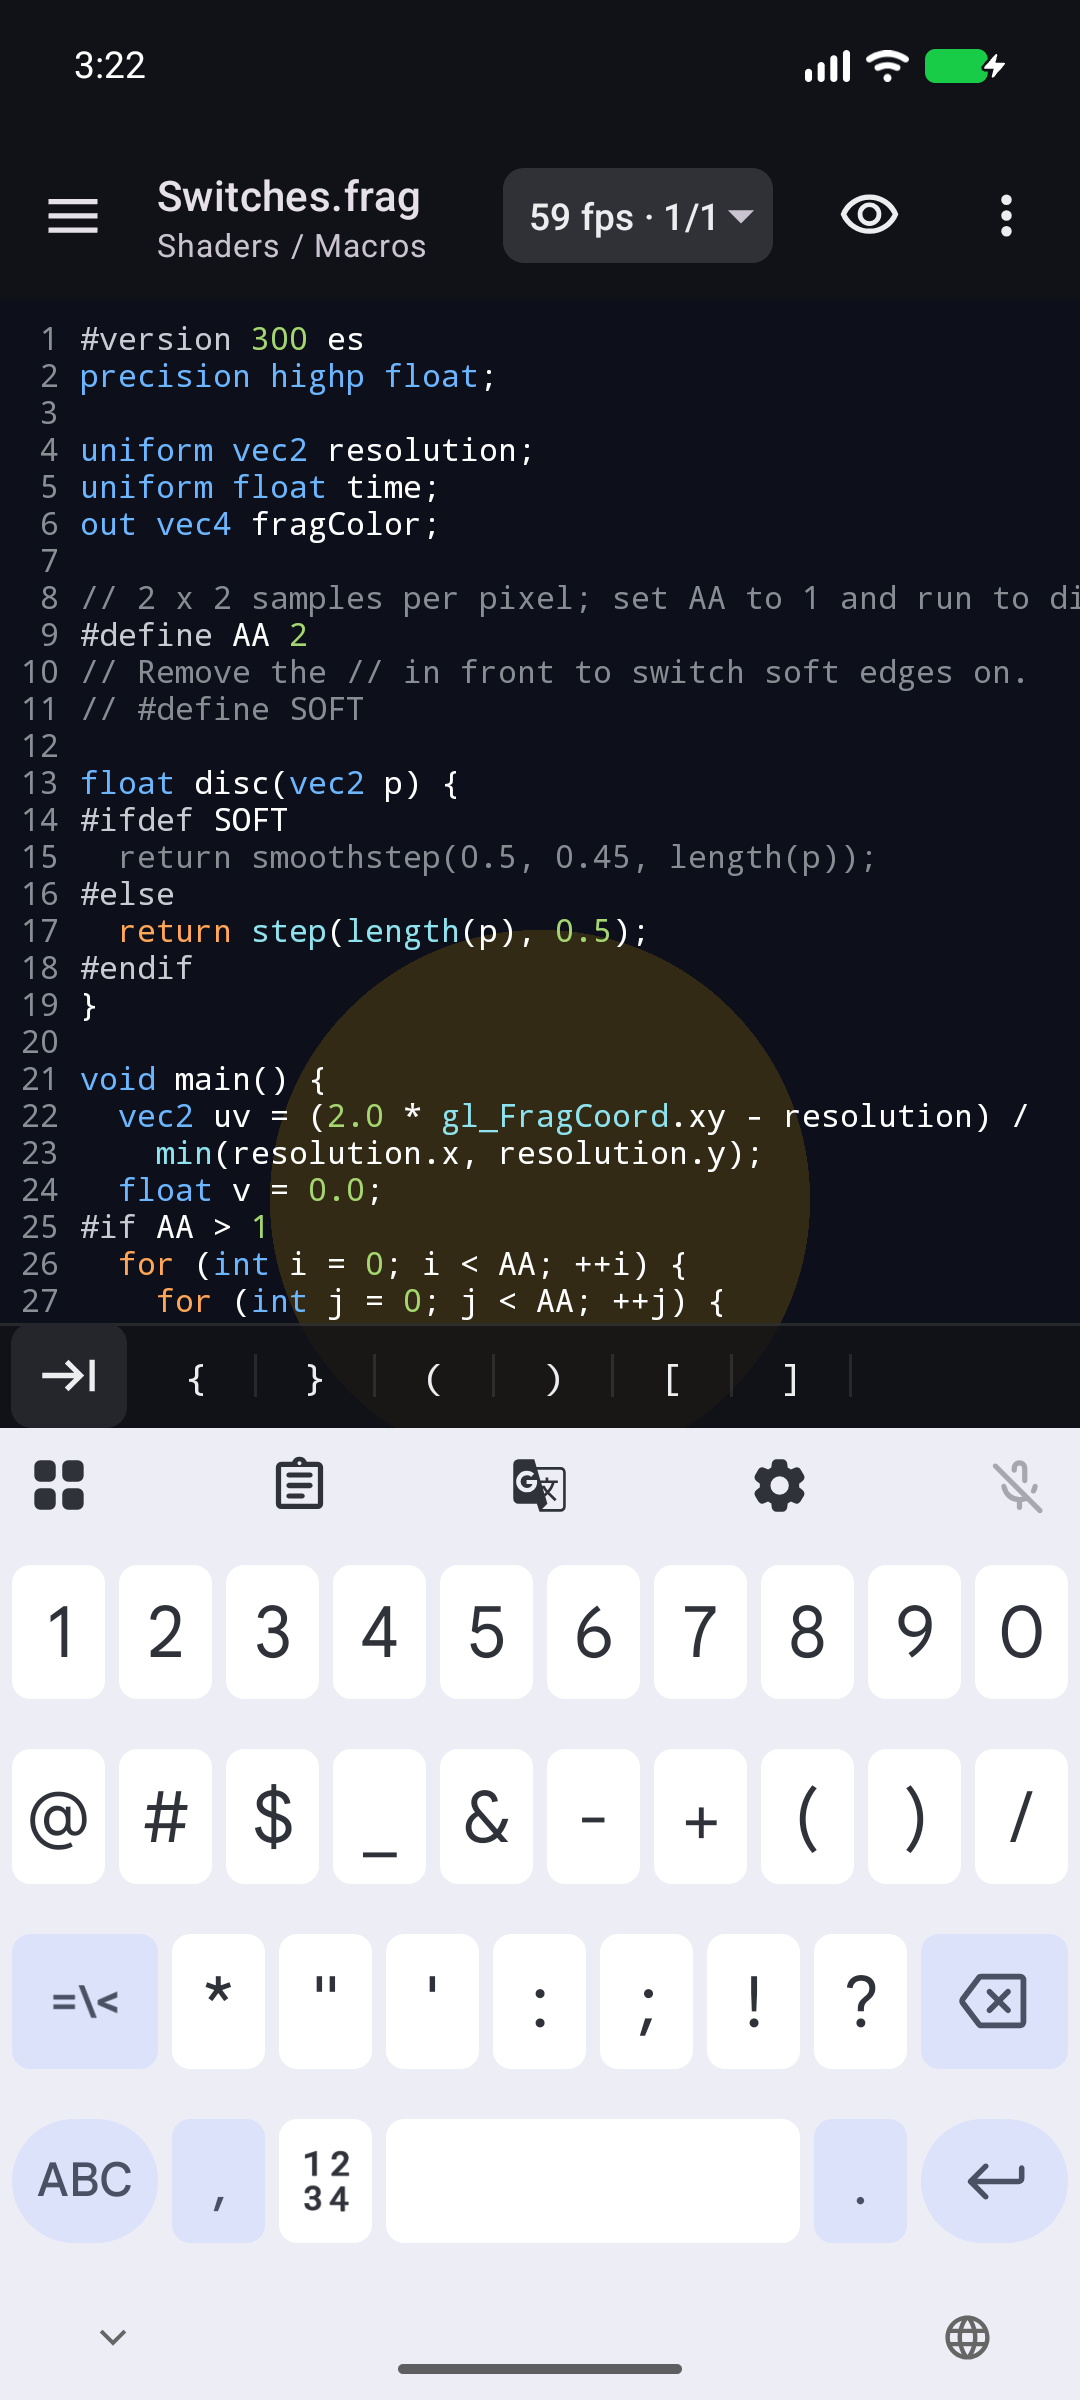 3:22
Switches.frag
Shaders / Macros
59 fps · 1/1
1 #version 300 es
2 precision highp float;
3
4 uniform vec2 resolution;
5 uniform float time;
6 out vec4 fragColor;
7
8 // 2 x 2 samples per pixel; set AA to 1 and run to di
9 #define AA 2
10 // Remove the // in front to switch soft edges on.
11 // #define SOFT
12
13 float disc(vec2 p) {
14 #ifdef SOFT
15   return smoothstep(0.5, 0.45, length(p));
16 #else
17   return step(length(p), 0.5);
18 #endif
19 }
20
21 void main() {
22   vec2 uv = (2.0 * gl_FragCoord.xy - resolution) /
23     min(resolution.x, resolution.y);
24   float v = 0.0;
25 #if AA > 1
26   for (int i = 0; i < AA; ++i) {
27     for (int j = 0; j < AA; ++j) {
{ } ( ) [ ]
1 2 3 4 5 6 7 8 9 0
@ # $ _ & - + ( ) /
=\< * " ' : ; ! ?
ABC , 1 2 3 4 .